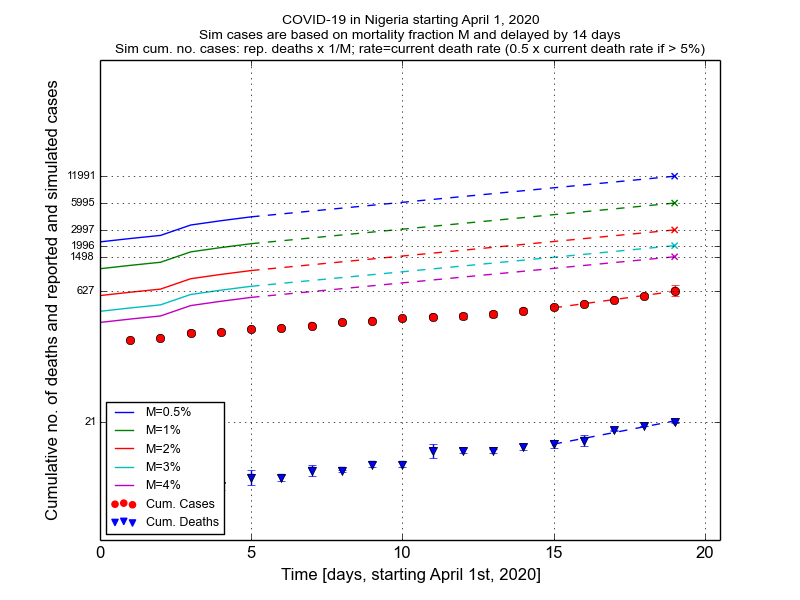 COVID-19 in Nigeria starting April 1, 2020
Sim cases are based on mortality fraction M and delayed by 14 days
Sim cum. no. cases: rep. deaths x 1/M; rate=current death rate (0.5 x current death rate if > 5%)
Cumulative no. of deaths and reported and simulated cases
11991
5995
2997
1996
1498
627
21
M=0.5%
M=1%
M=2%
M=3%
M=4%
Cum. Cases
Cum. Deaths
0 5 10 15 20
Time [days, starting April 1st, 2020]